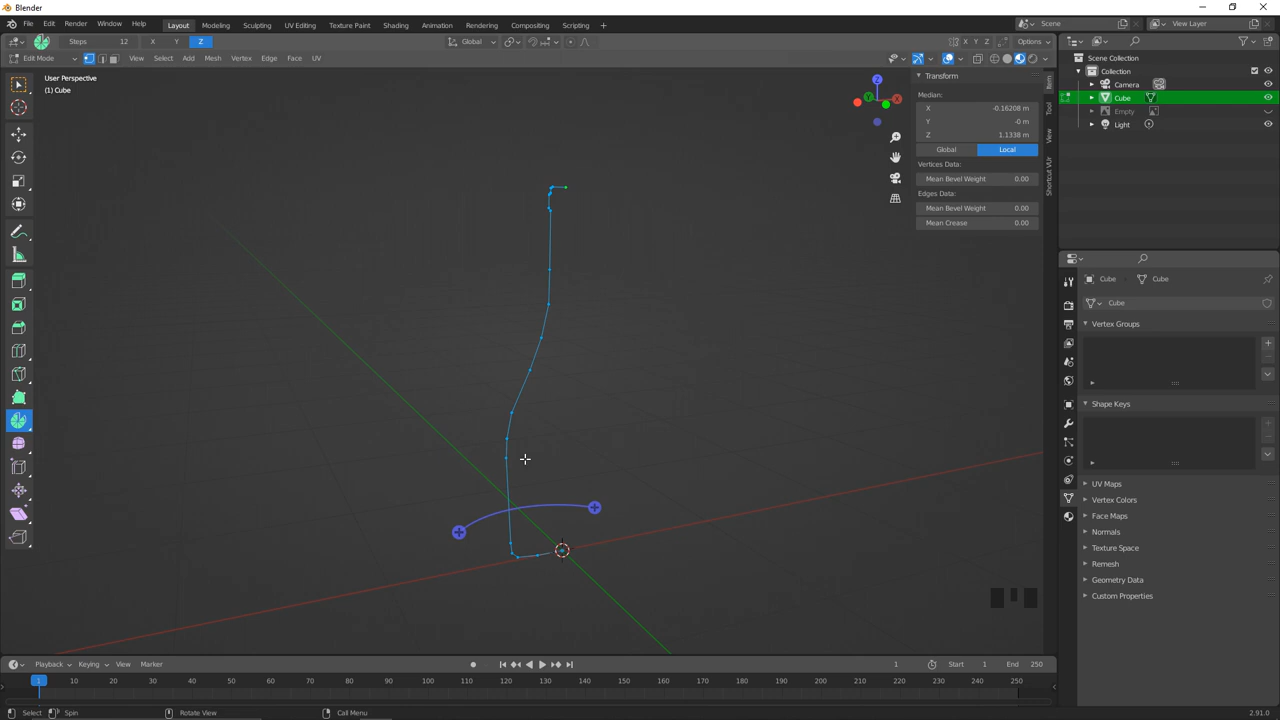 Blender
File Edit Render Window Help Layout Modeling Sculpting UV Editing Texture Paint Shading Animation Rendering Compositing Scripting + Scene View Layer
Steps 12 X Y Z Global X Y Z Options
Edit Mode View Select Add Mesh Vertex Edge Face UV
User Perspective
(1) Cube
Transform
Median:
X -0.16208 m
Y -0 m
Z 1.1338 m
Global Local
Vertices Data:
Mean Bevel Weight 0.00
Edges Data:
Mean Bevel Weight 0.00
Mean Crease 0.00
Item
Tool
View
Shortcut VUr
Z
Y
X
Scene Collection
Collection
Camera
Cube
Empty
Light
Cube Cube
Cube
Vertex Groups
Shape Keys
UV Maps
Vertex Colors
Face Maps
Normals
Texture Space
Remesh
Geometry Data
Custom Properties
Playback Keying View Marker 1 Start 1 End 250
1 10 20 30 40 50 60 70 80 90 100 110 120 130 140 150 160 170 180 190 200 210 220 230 240 250
Select Spin Rotate View Call Menu 2.91.0